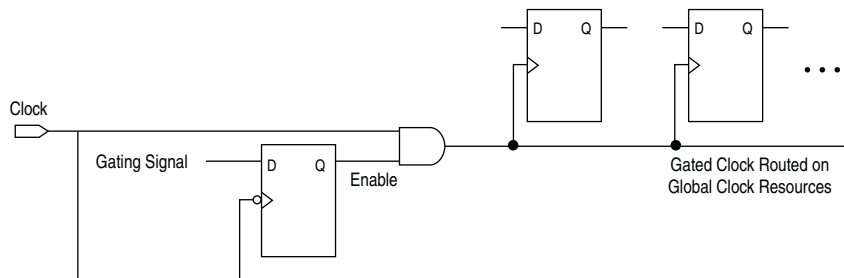 D Q
D Q
Clock
Gating Signal
D Q
Enable
Gated Clock Routed on
Global Clock Resources